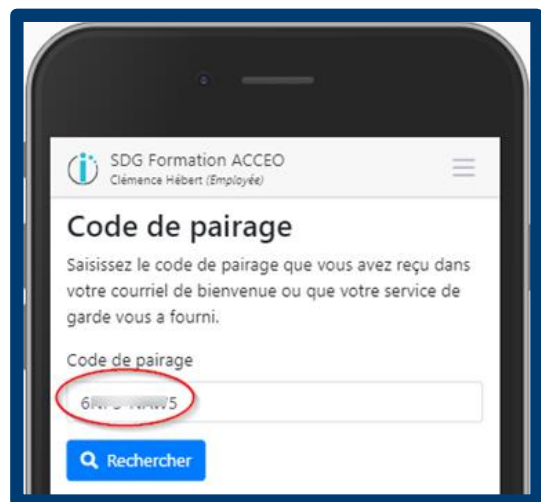 SDG Formation ACCEO
Clémence Hébert (Employée)
Code de pairage
Saisissez le code de pairage que vous avez reçu dans
votre courriel de bienvenue ou que votre service de
garde vous a fourni.
Code de pairage
Rechercher